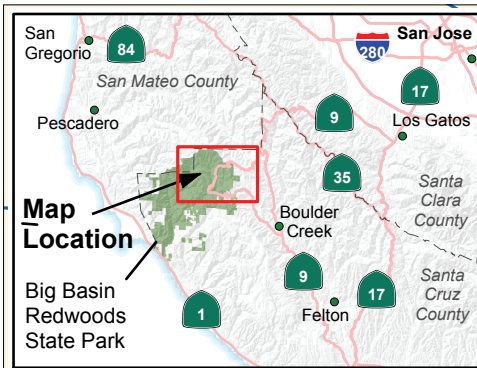 San
Gregorio
84
San Mateo County
280
San Jose
17
Pescadero
9
Los Gatos
35
Santa
Clara
County
Map
Location
Boulder
Creek
Big Basin
Redwoods
State Park
9
17
Santa
Cruz
County
1
Felton